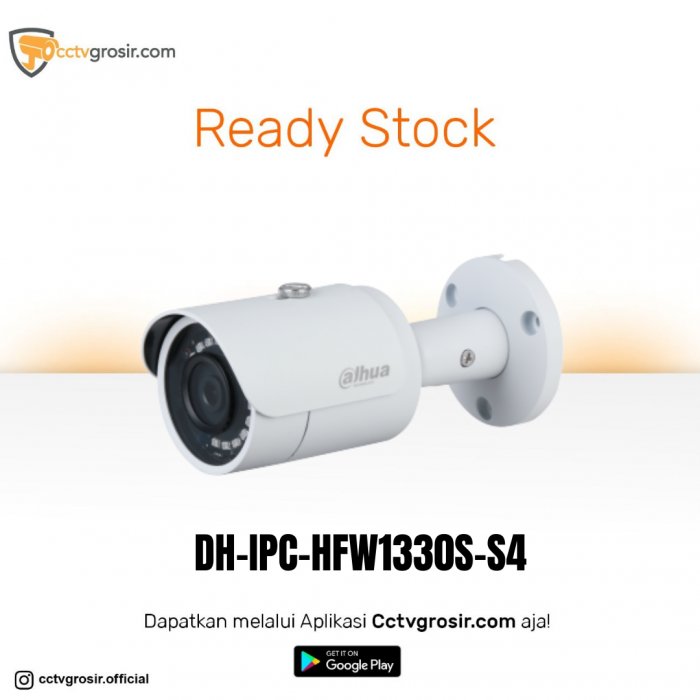 cctvgrosir.com
Ready Stock
alhua
DH-IPC-HFW1330S-S4
Dapatkan melalui Aplikasi Cctvgrosir.com aja!
GET IT ON
Google Play
cctvgrosir.official